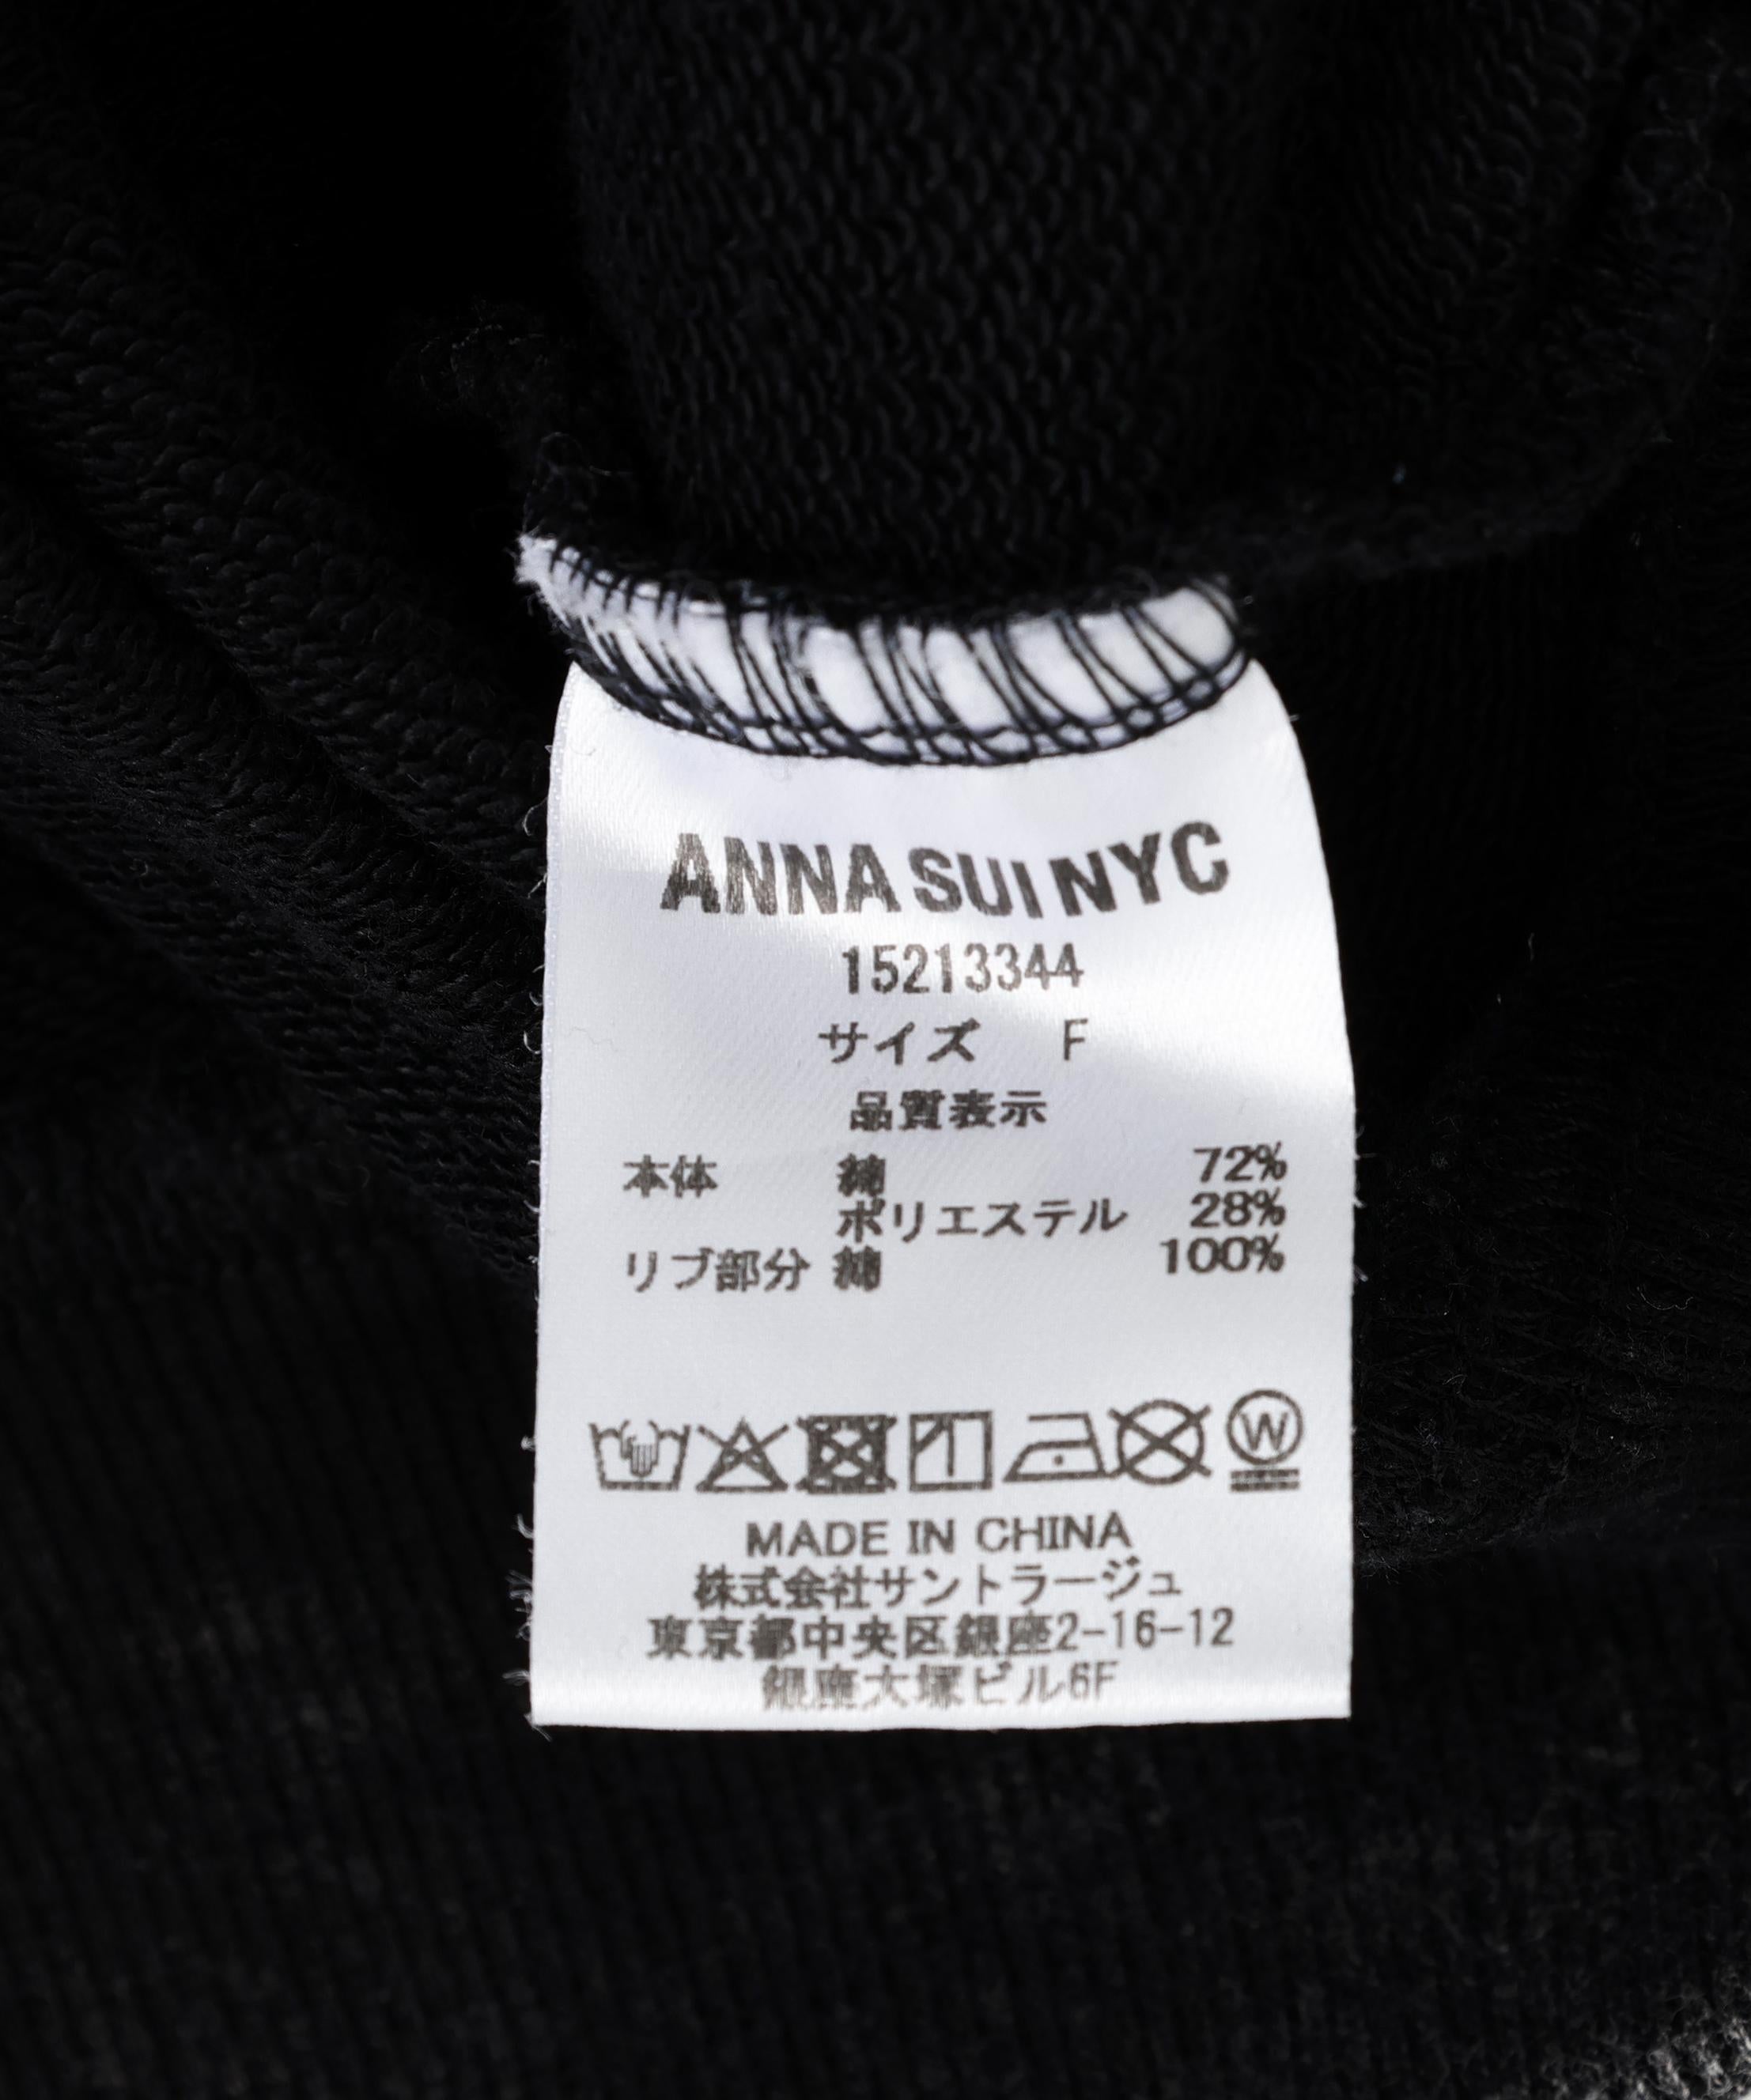 ANNA SUI NYC
15213344
サイズ F
品質表示
本体 綿 72%
ポリエステル 28%
リブ部分 綿 100%
W
MADE IN CHINA
株式会社サントラージュ
東京都中央区銀座2-16-12
銀座大塚ビル6F